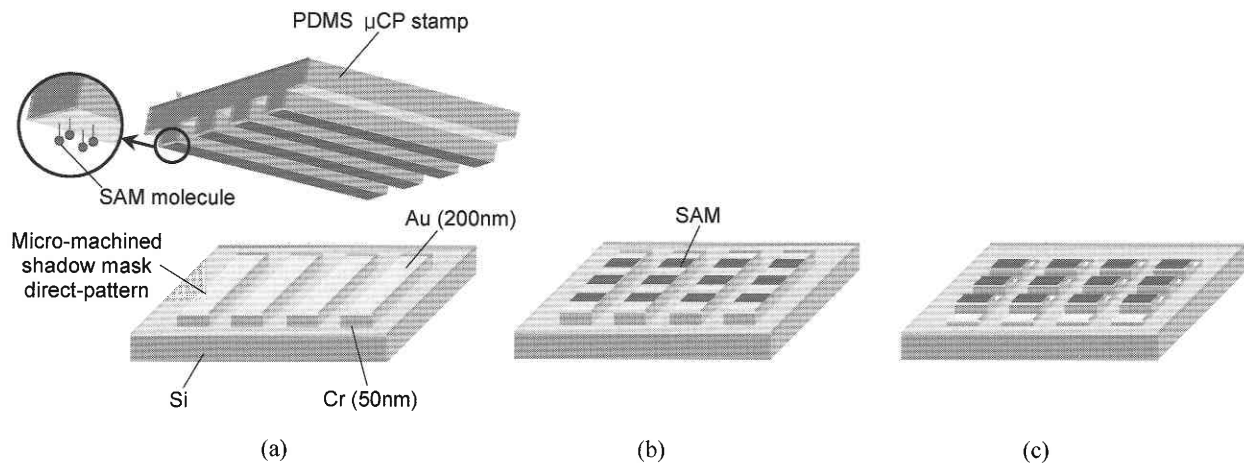 PDMS µCP stamp
SAM molecule
Au (200nm)
Micro-machined
shadow mask
direct-pattern
SAM
Si
Cr (50nm)
(a)
(b)
(c)